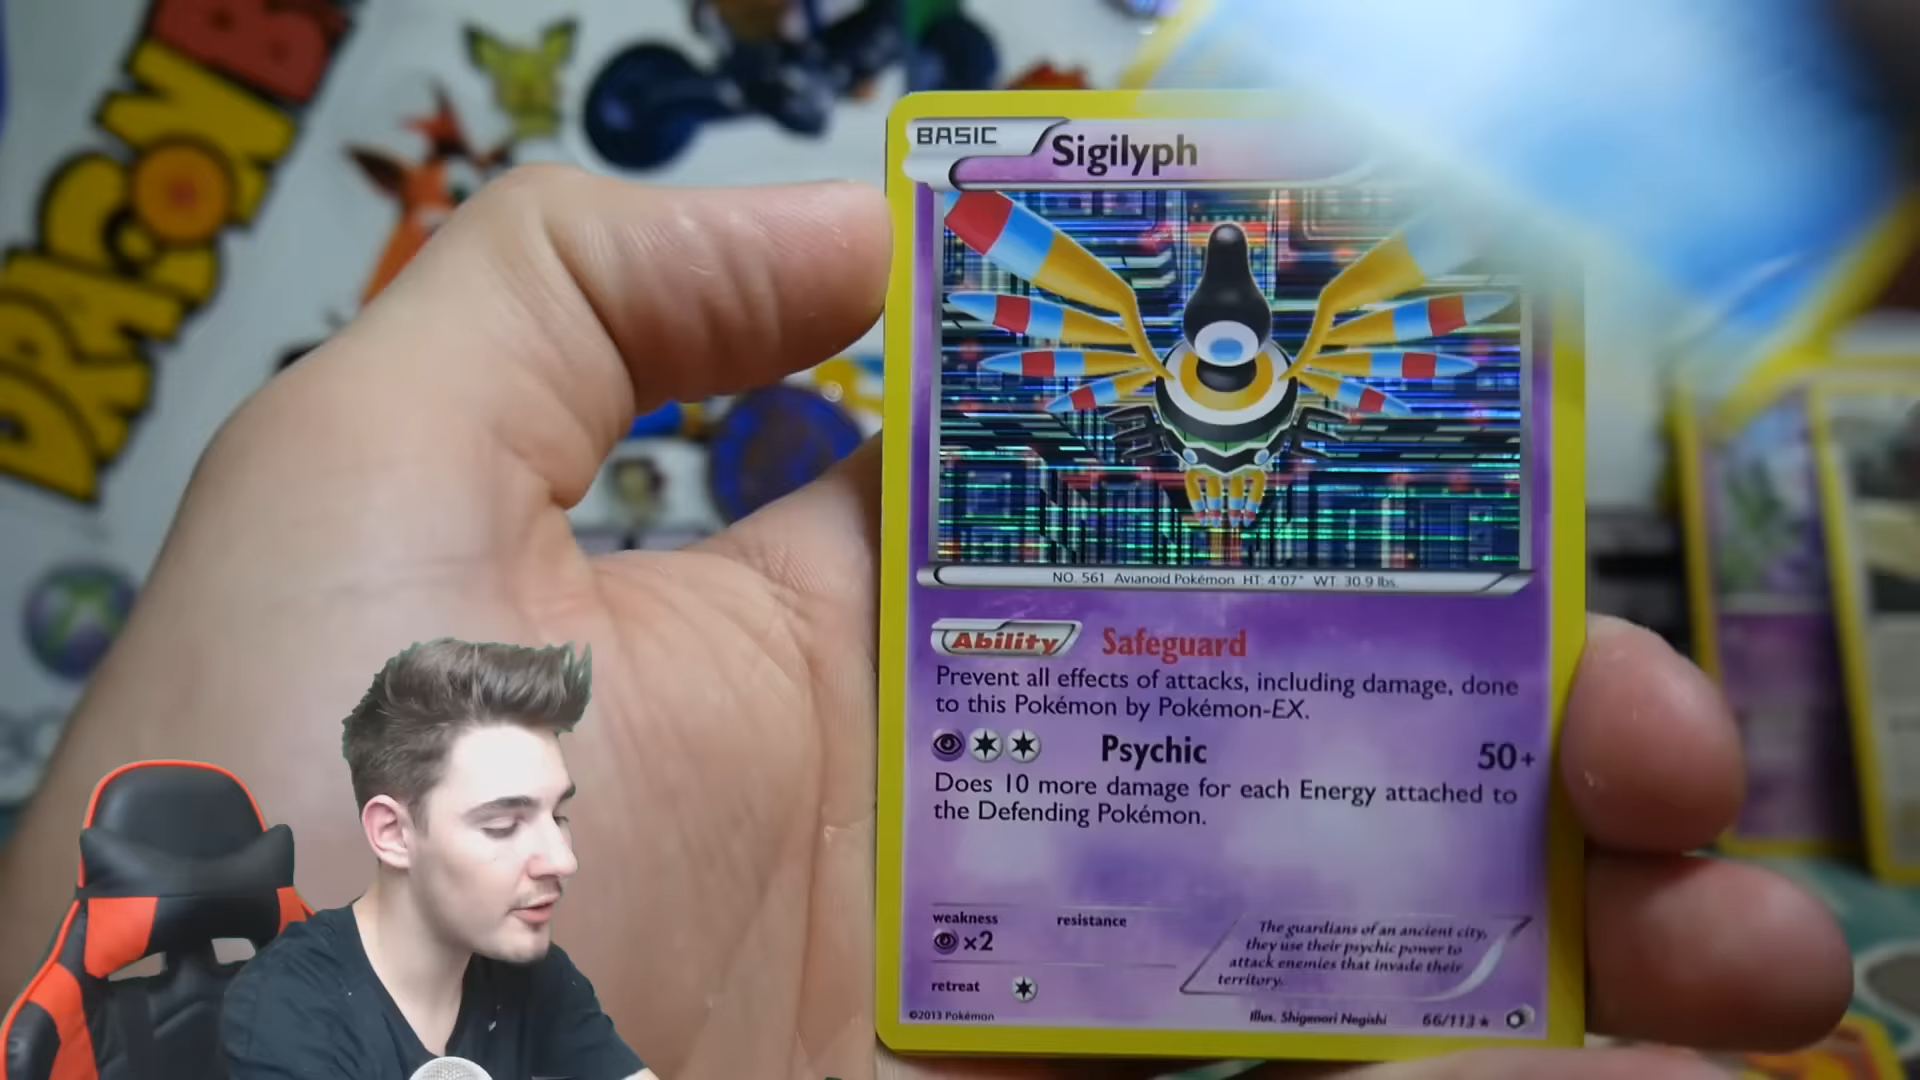 DRAGON B
BASIC
Sigilyph
NO. 561 Avianoid Pokémon HT: 4'07" WT: 30.9 lbs.
Ability Safeguard
Prevent all effects of attacks, including damage, done
to this Pokémon by Pokémon-EX.
Psychic 50+
Does 10 more damage for each Energy attached to
the Defending Pokémon.
weakness resistance
×2
retreat
The guardians of an ancient city,
they use their psychic power to
attack enemies that invade their
territory.
©2013 Pokémon Illus. Shigenori Negishi 66/113